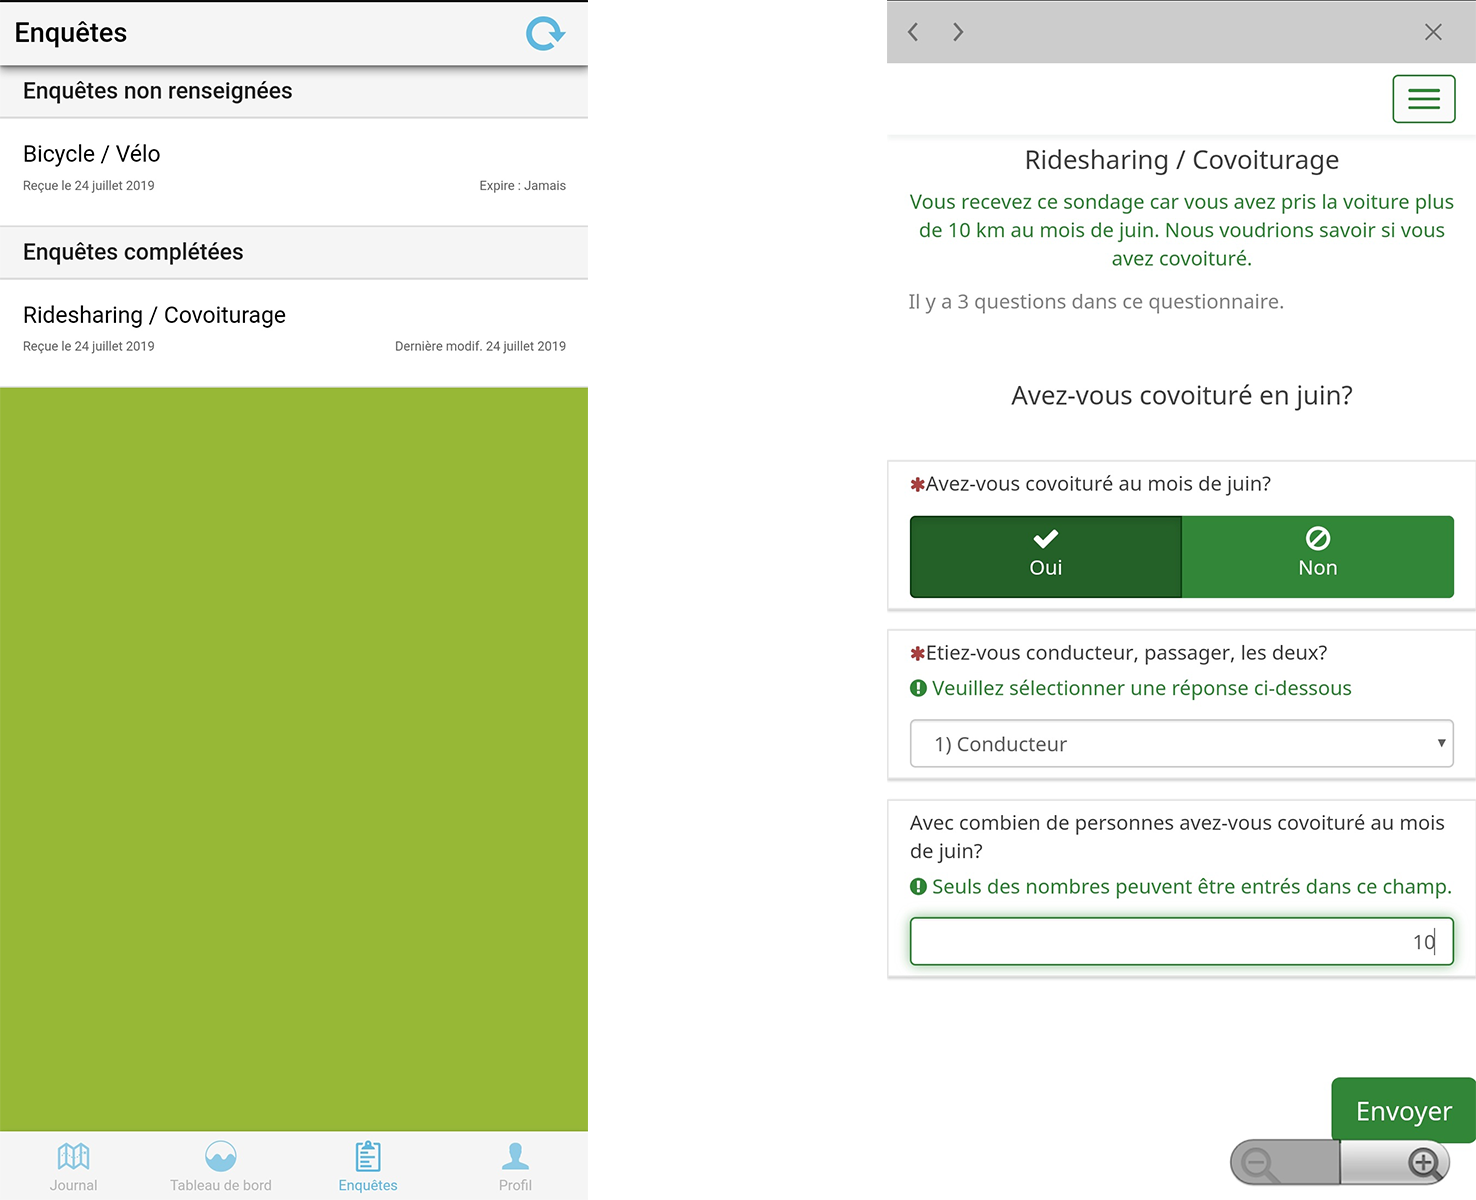 Enquêtes
Enquêtes non renseignées
Bicycle / Vélo
Reçue le 24 juillet 2019
Expire : Jamais
Enquêtes complétées
Ridesharing / Covoiturage
Reçue le 24 juillet 2019
Dernière modif. 24 juillet 2019
Journal
Tableau de bord
Enquêtes
Profil
Ridesharing / Covoiturage
Vous recevez ce sondage car vous avez pris la voiture plus
de 10 km au mois de juin. Nous voudrions savoir si vous
avez covoituré.
Il y a 3 questions dans ce questionnaire.
Avez-vous covoituré en juin?
✱Avez-vous covoituré au mois de juin?
Oui
Non
✱Etiez-vous conducteur, passager, les deux?
Veuillez sélectionner une réponse ci-dessous
1) Conducteur
Avec combien de personnes avez-vous covoituré au mois
de juin?
Seuls des nombres peuvent être entrés dans ce champ.
10
Envoyer